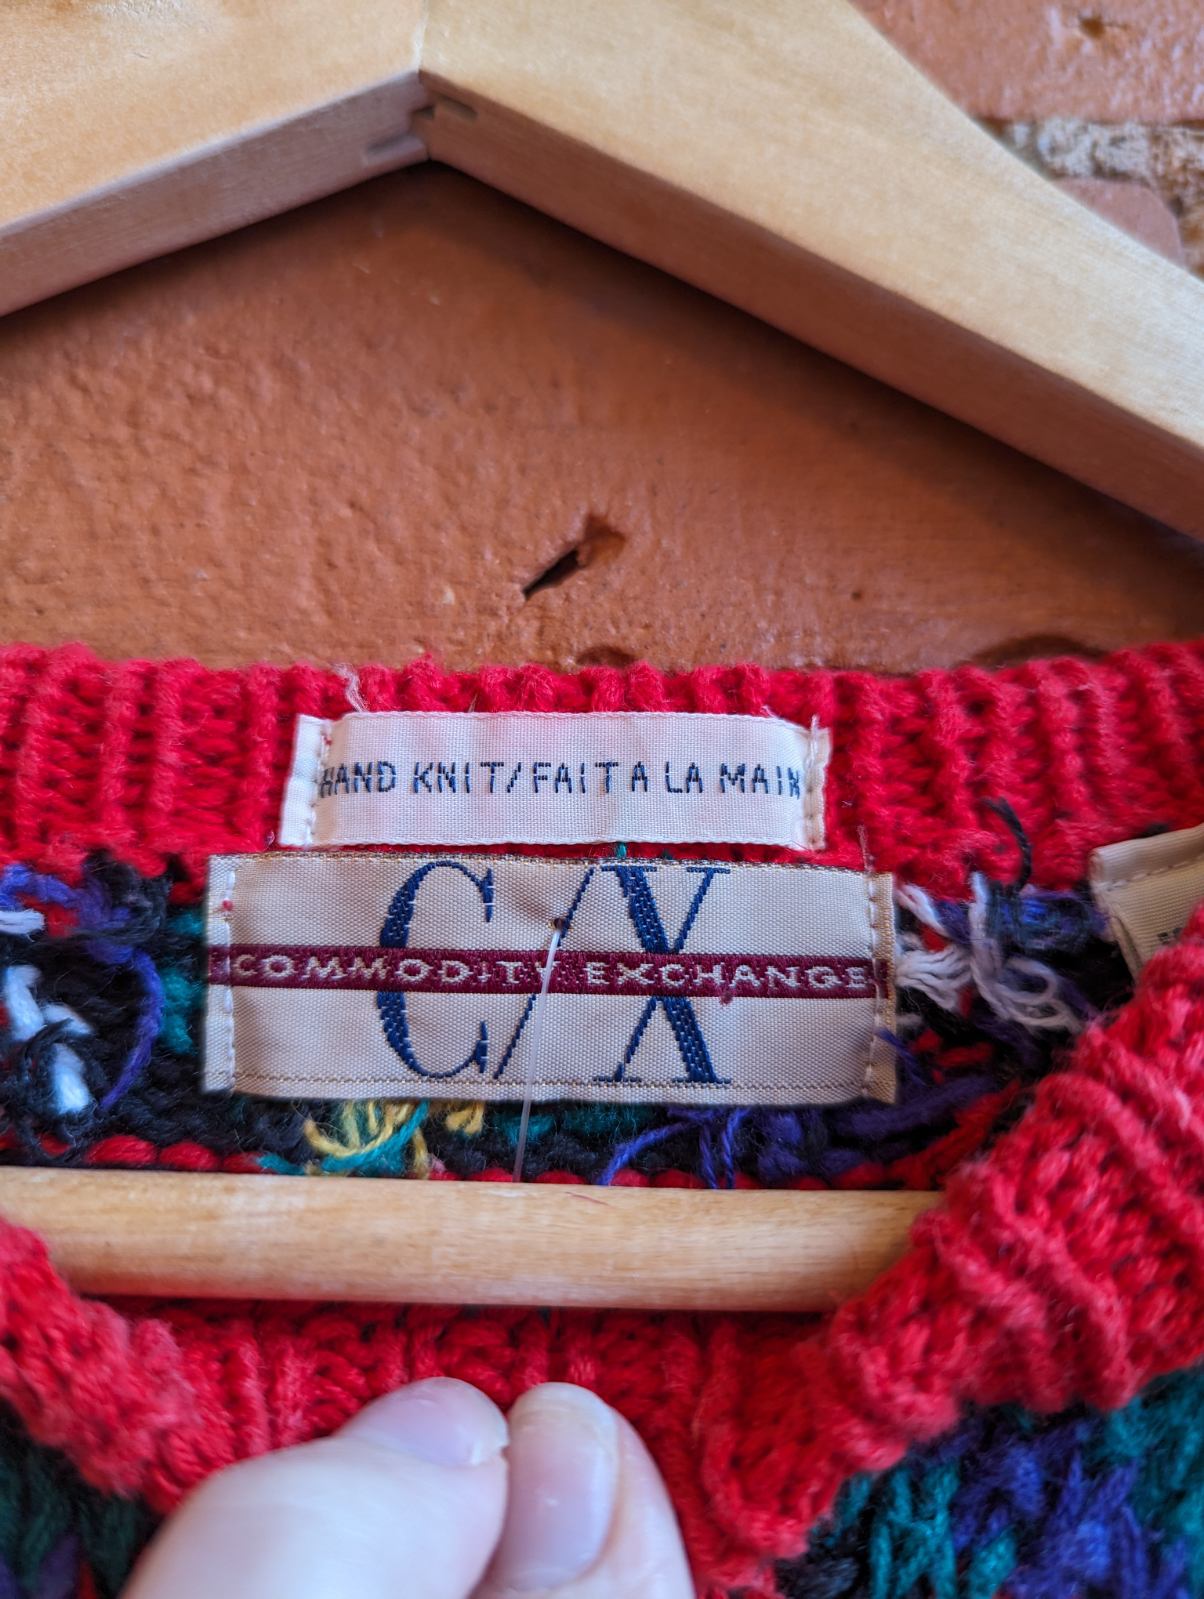 HAND KNIT/FAIT A LA MAIN
C/X
COMMODITY EXCHANGE